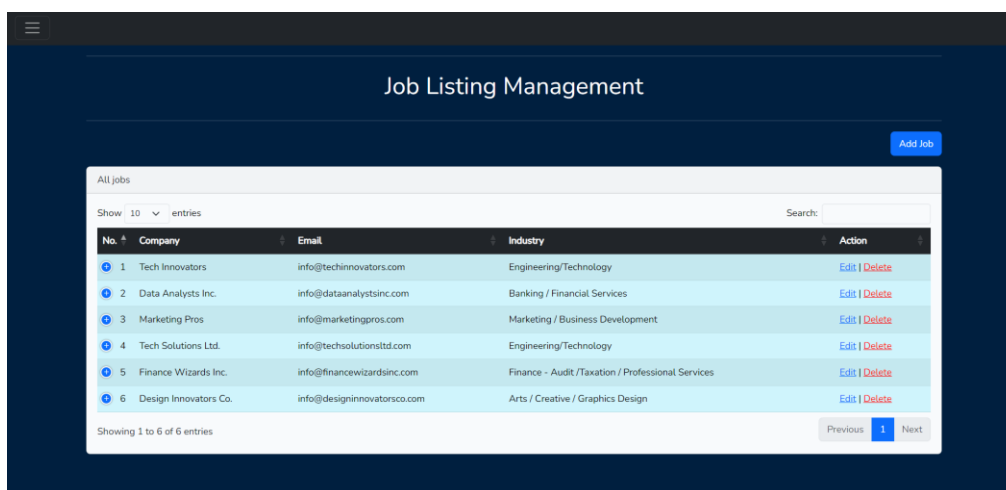 Job Listing Management
Add Job
All jobs
Show 10 entries Search:
No. Company Email Industry Action
1 Tech Innovators info@techinnovators.com Engineering/Technology Edit | Delete
2 Data Analysts Inc. info@dataanalystsinc.com Banking / Financial Services Edit | Delete
3 Marketing Pros info@marketingpros.com Marketing / Business Development Edit | Delete
4 Tech Solutions Ltd. info@techsolutionsltd.com Engineering/Technology Edit | Delete
5 Finance Wizards Inc. info@financewizardsinc.com Finance - Audit /Taxation / Professional Services Edit | Delete
6 Design Innovators Co. info@designinnovatorsco.com Arts / Creative / Graphics Design Edit | Delete
Showing 1 to 6 of 6 entries Previous 1 Next